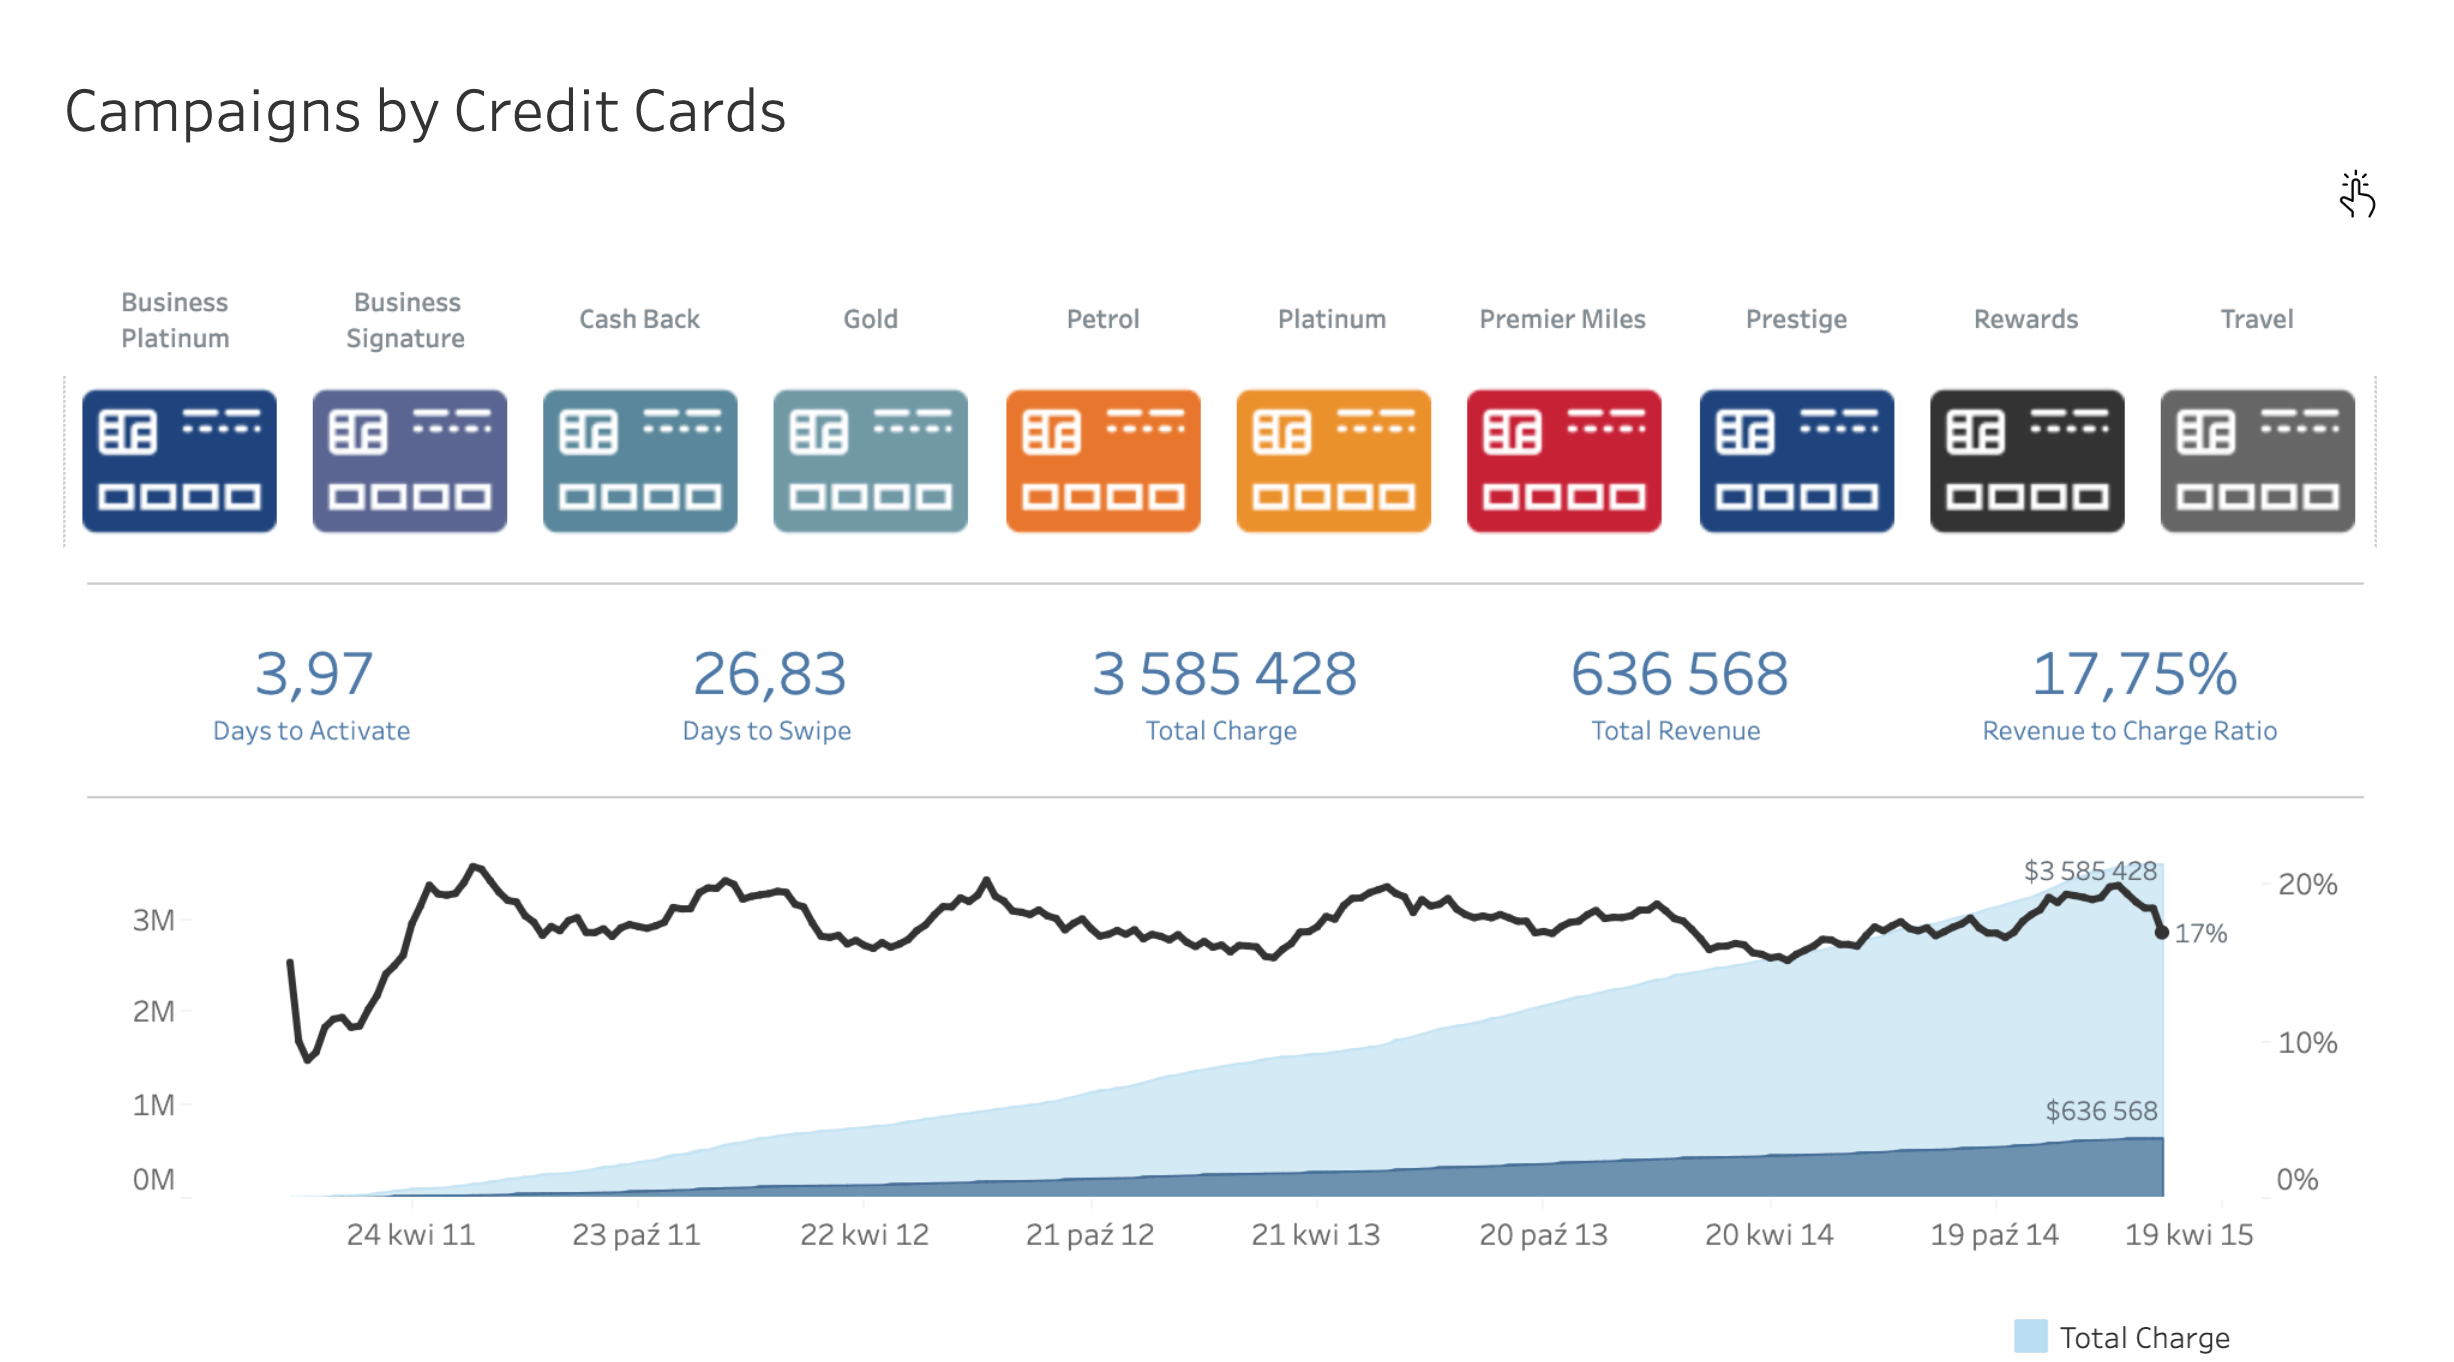 Campaigns by Credit Cards
Business
Platinum
Business
Signature
Cash Back
Gold
Petrol
Platinum
Premier Miles
Prestige
Rewards
Travel
3,97
Days to Activate
26,83
Days to Swipe
3 585 428
Total Charge
636 568
Total Revenue
17,75%
Revenue to Charge Ratio
3M
2M
1M
0M
$3 585 428
17%
$636 568
20%
10%
0%
24 kwi 11
23 paź 11
22 kwi 12
21 paź 12
21 kwi 13
20 paź 13
20 kwi 14
19 paź 14
19 kwi 15
Total Charge